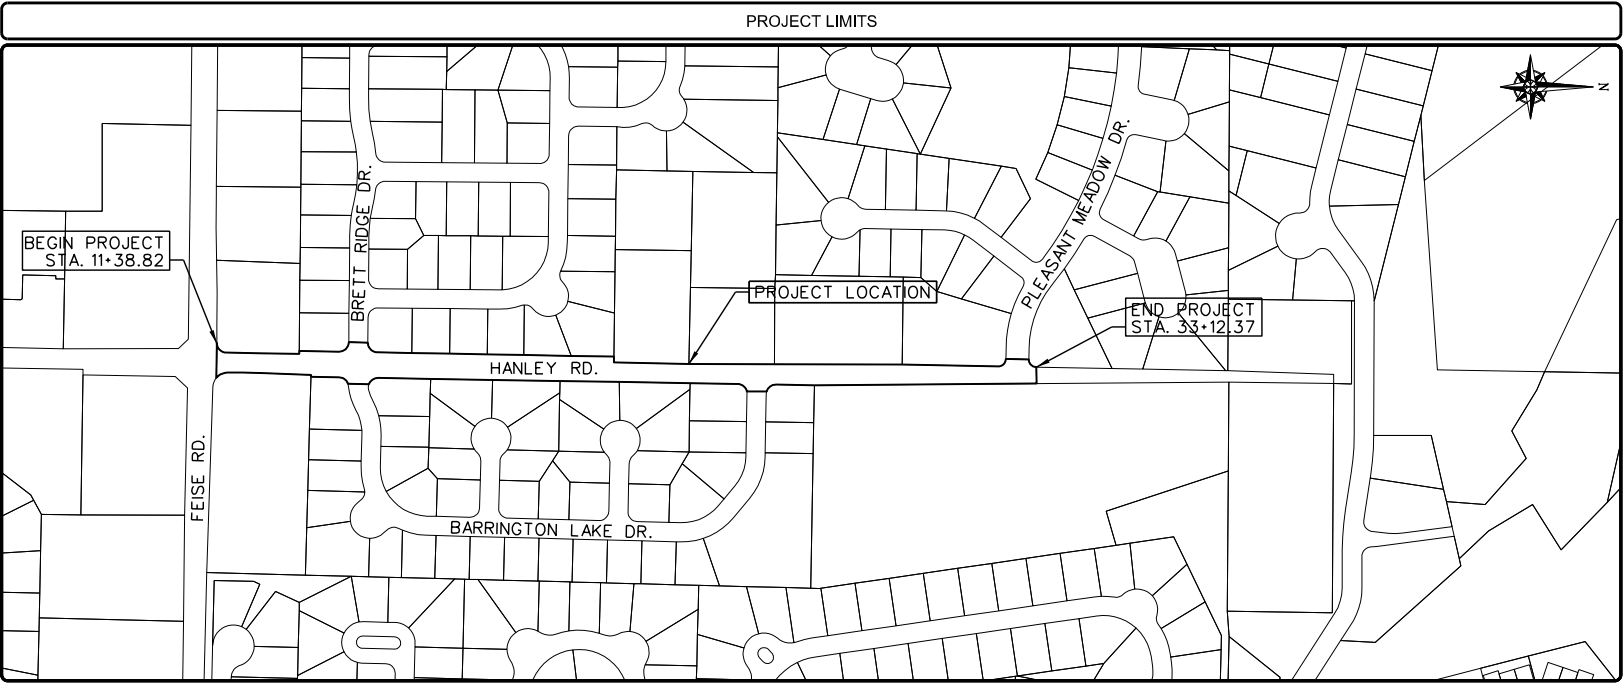 PROJECT LIMITS
N
BEGIN PROJECT
STA. 11+38.82
BRETT RIDGE DR.
PLEASANT MEADOW DR.
PROJECT LOCATION
END PROJECT
STA. 33+12.37
HANLEY RD.
FEISE RD.
BARRINGTON LAKE DR.